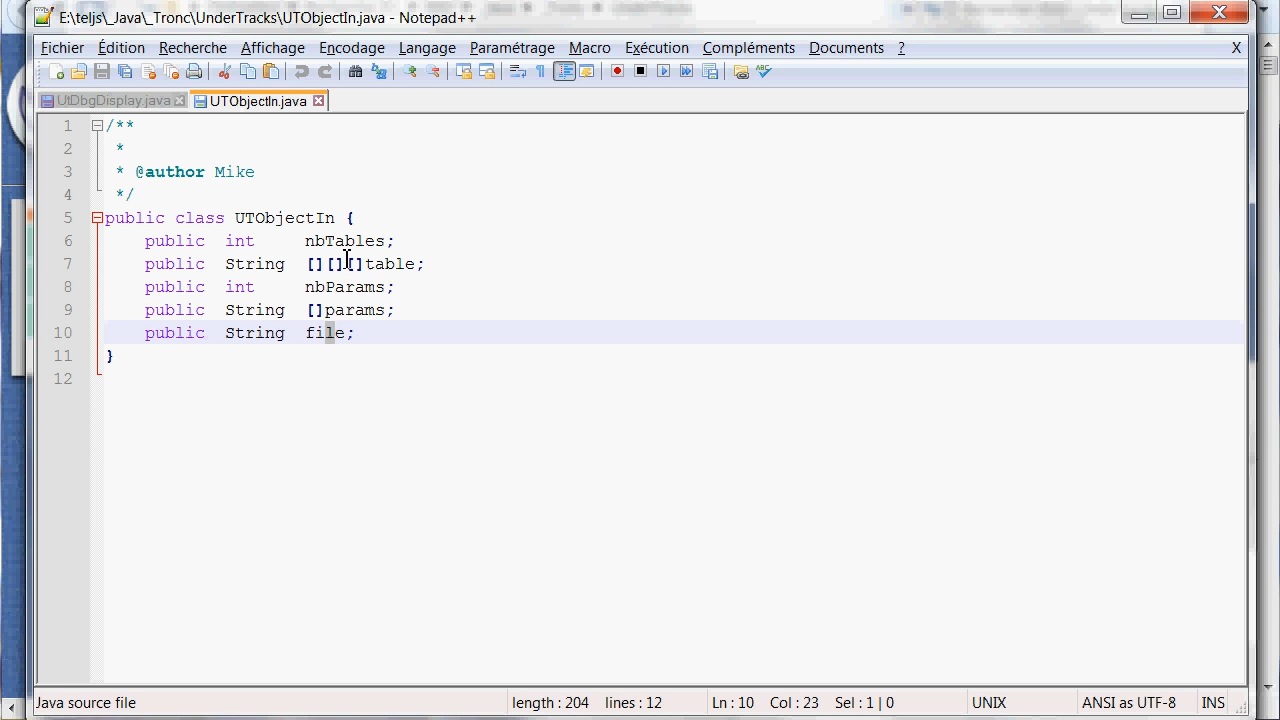 E:\teljs\_Java\_Tronc\UnderTracks\UTObjectIn.java - Notepad++
Fichier Édition Recherche Affichage Encodage Langage Paramétrage Macro Exécution Compléments Documents ? X
UtDbgDisplay.java UTObjectIn.java
1 /**
2 *
3 * @author Mike
4 */
5 public class UTObjectIn {
6 public int nbTables;
7 public String [][][]table;
8 public int nbParams;
9 public String []params;
10 public String file;
11 }
12
Java source file length : 204 lines : 12 Ln : 10 Col : 23 Sel : 1 | 0 UNIX ANSI as UTF-8 INS